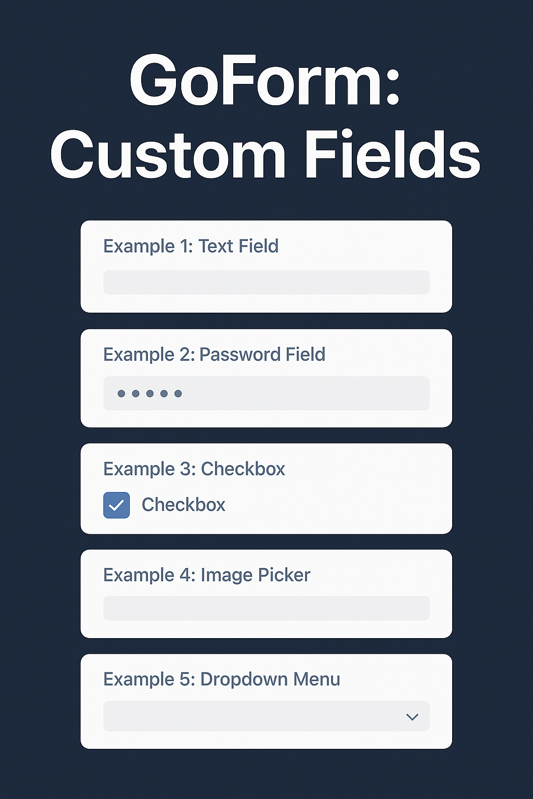 GoForm:
Custom Fields
Example 1: Text Field
Example 2: Password Field
Example 3: Checkbox
Checkbox
Example 4: Image Picker
Example 5: Dropdown Menu